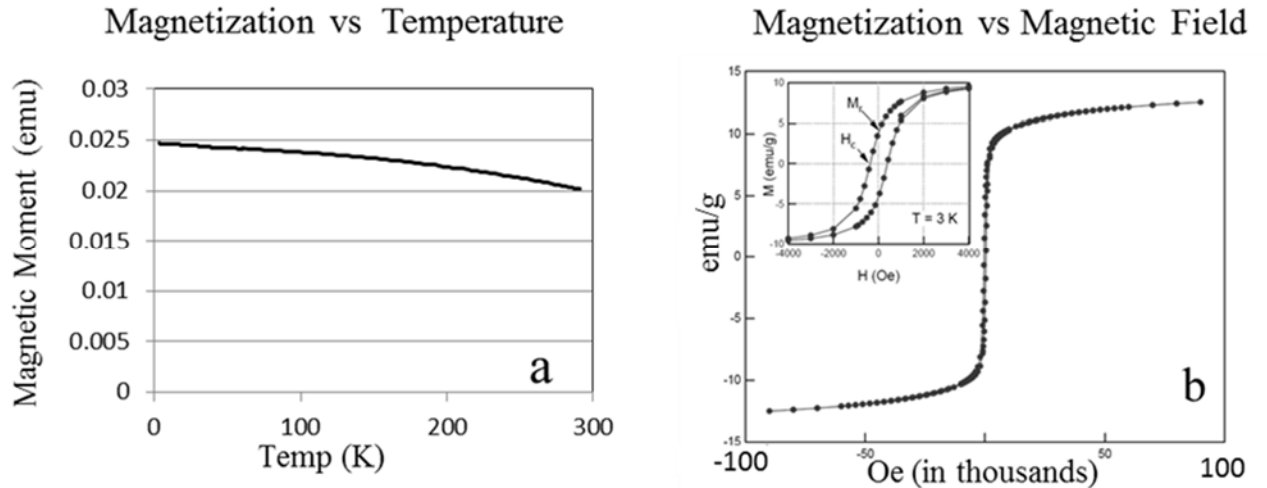 Magnetization vs Temperature
Magnetic Moment (emu)
0.03
0.025
0.02
0.015
0.01
0.005
0
0
100
200
300
Temp (K)
a
Magnetization vs Magnetic Field
emu/g
15
10
5
0
-5
-10
-15
-100
-50
50
100
Oe (in thousands)
b
M (emu/g)
10
5
0
-5
-10
-4000
-2000
0
2000
4000
H (Oe)
Mr
Hc
T = 3 K